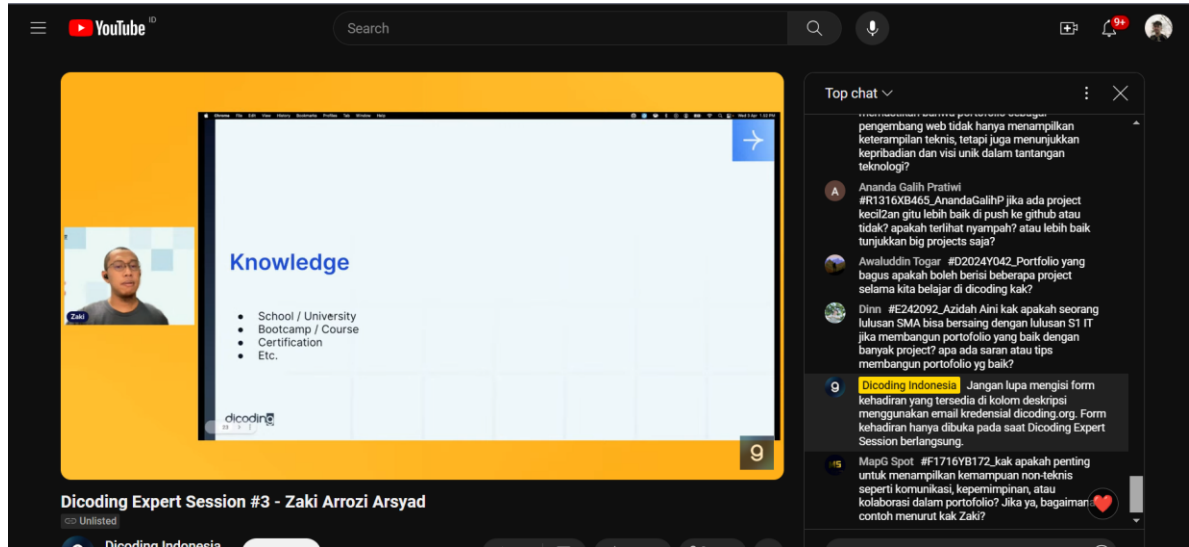 YouTube ID
Search
9+
Top chat
pengembang web tidak hanya menampilkan
keterampilan teknis, tetapi juga menunjukkan
kepribadian dan visi unik dalam tantangan
teknologi?
Ananda Galih Pratiwi
#R1316XB465_AnandaGalihP jika ada project
kecil2an gitu lebih baik di push ke github atau
tidak? apakah terlihat nyampah? atau lebih baik
tunjukkan big projects saja?
Awaluddin Togar #D2024Y042_Portfolio yang
bagus apakah boleh berisi beberapa project
selama kita belajar di dicoding kak?
Dinn #E242092_Azidah Aini kak apakah seorang
lulusan SMA bisa bersaing dengan lulusan S1 IT
jika membangun portofolio yang baik dengan
banyak project? apa ada saran atau tips
membangun portofolio yg baik?
Dicoding Indonesia Jangan lupa mengisi form
kehadiran yang tersedia di kolom deskripsi
menggunakan email kredensial dicoding.org. Form
kehadiran hanya dibuka pada saat Dicoding Expert
Session berlangsung.
MapG Spot #F1716YB172_kak apakah penting
untuk menampilkan kemampuan non-teknis
seperti komunikasi, kepemimpinan, atau
kolaborasi dalam portofolio? Jika ya, bagaimana
contoh menurut kak Zaki?
Knowledge
School / University
Bootcamp / Course
Certification
Etc.
dicoding
Zaki
Dicoding Expert Session #3 - Zaki Arrozi Arsyad
Unlisted
Dicoding Indonesia